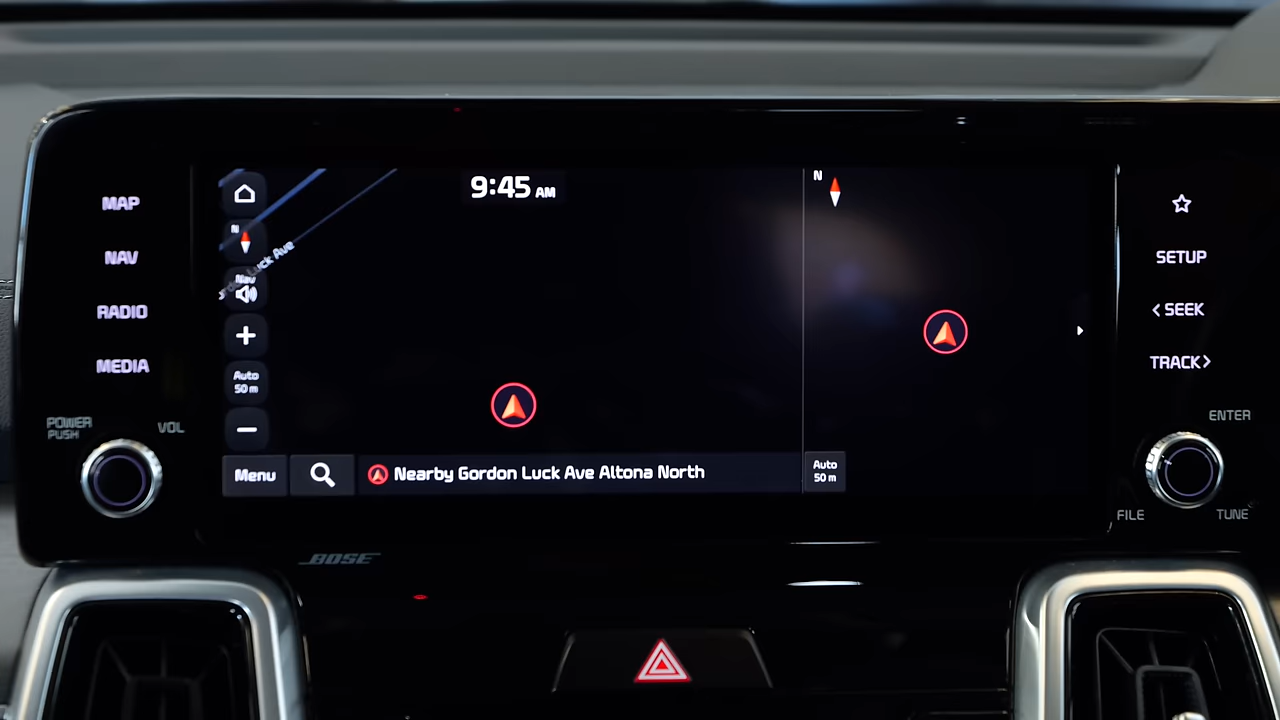 MAP
NAV
RADIO
MEDIA
POWER
PUSH
VOL
9:45 AM
N
Luck Ave
Nav
Auto
50 m
Menu
Nearby Gordon Luck Ave Altona North
N
Auto
50 m
SETUP
< SEEK
TRACK >
ENTER
FILE
TUNE
BOSE